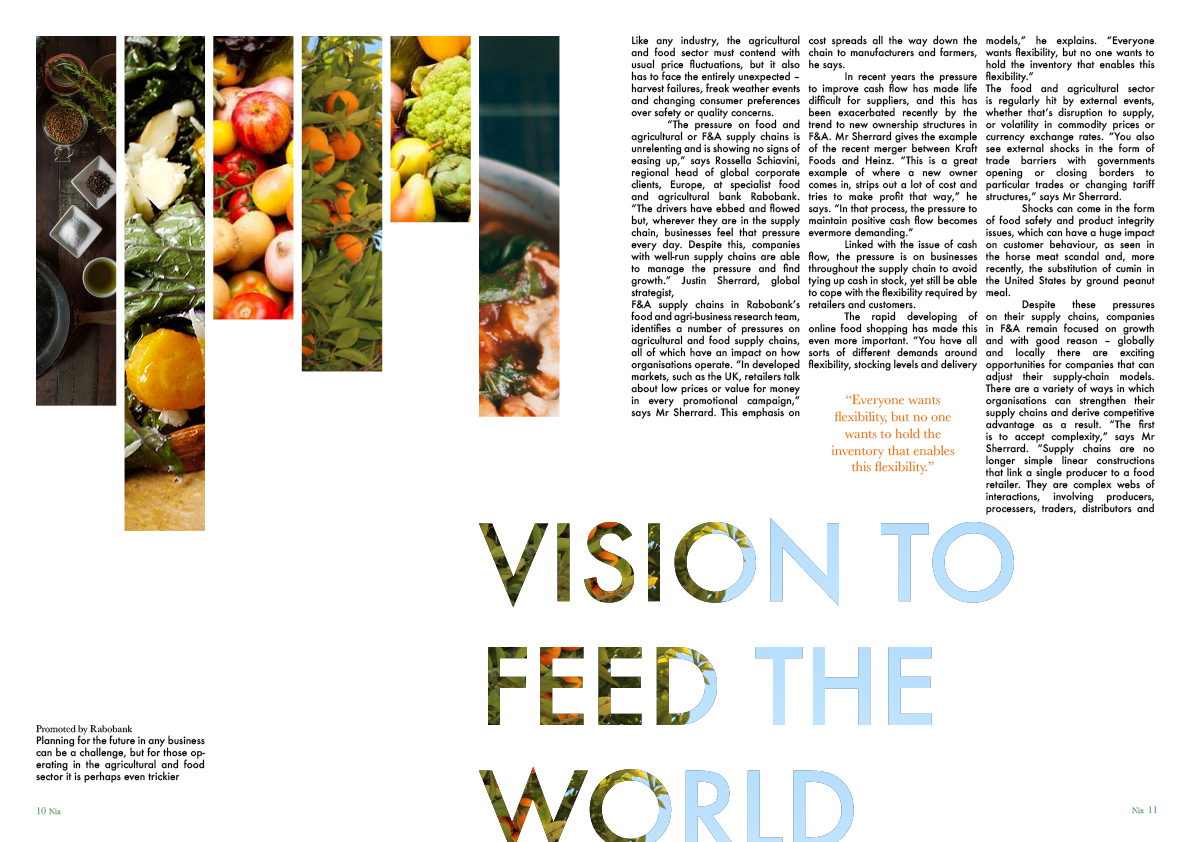 Like any industry, the agricultural
and food sector must contend with
usual price fluctuations, but it also
has to face the entirely unexpected –
harvest failures, freak weather events
and changing consumer preferences
over safety or quality concerns.
"The pressure on food and
agricultural or F&A supply chains is
unrelenting and is showing no signs of
easing up," says Rossella Schiavini,
regional head of global corporate
clients, Europe, at specialist food
and agricultural bank Rabobank.
"The drivers have ebbed and flowed
but, wherever they are in the supply
chain, businesses feel that pressure
every day. Despite this, companies
with well-run supply chains are able
to manage the pressure and find
growth." Justin Sherrard, global
strategist,
F&A supply chains in Rabobank's
food and agri-business research team,
identifies a number of pressures on
agricultural and food supply chains,
all of which have an impact on how
organisations operate. "In developed
markets, such as the UK, retailers talk
about low prices or value for money
in every promotional campaign,"
says Mr Sherrard. This emphasis on
cost spreads all the way down the
chain to manufacturers and farmers,
he says.
In recent years the pressure
to improve cash flow has made life
difficult for suppliers, and this has
been exacerbated recently by the
trend to new ownership structures in
F&A. Mr Sherrard gives the example
of the recent merger between Kraft
Foods and Heinz. "This is a great
example of where a new owner
comes in, strips out a lot of cost and
tries to make profit that way," he
says. "In that process, the pressure to
maintain positive cash flow becomes
evermore demanding."
Linked with the issue of cash
flow, the pressure is on businesses
throughout the supply chain to avoid
tying up cash in stock, yet still be able
to cope with the flexibility required by
retailers and customers.
The rapid developing of
online food shopping has made this
even more important. "You have all
sorts of different demands around
flexibility, stocking levels and delivery
"Everyone wants
flexibility, but no one
wants to hold the
inventory that enables
this flexibility."
models," he explains. "Everyone
wants flexibility, but no one wants to
hold the inventory that enables this
flexibility."
The food and agricultural sector
is regularly hit by external events,
whether that's disruption to supply,
or volatility in commodity prices or
currency exchange rates. "You also
see external shocks in the form of
trade barriers with governments
opening or closing borders to
particular trades or changing tariff
structures," says Mr Sherrard.
Shocks can come in the form
of food safety and product integrity
issues, which can have a huge impact
on customer behaviour, as seen in
the horse meat scandal and, more
recently, the substitution of cumin in
the United States by ground peanut
meal.
Despite these pressures
on their supply chains, companies
in F&A remain focused on growth
and with good reason – globally
and locally there are exciting
opportunities for companies that can
adjust their supply-chain models.
There are a variety of ways in which
organisations can strengthen their
supply chains and derive competitive
advantage as a result. "The first
is to accept complexity," says Mr
Sherrard. "Supply chains are no
longer simple linear constructions
that link a single producer to a food
retailer. They are complex webs of
interactions, involving producers,
processers, traders, distributors and
VISION TO
FEED THE
WORLD
Promoted by Rabobank
Planning for the future in any business
can be a challenge, but for those op-
erating in the agricultural and food
sector it is perhaps even trickier
10 Nix
Nix 11